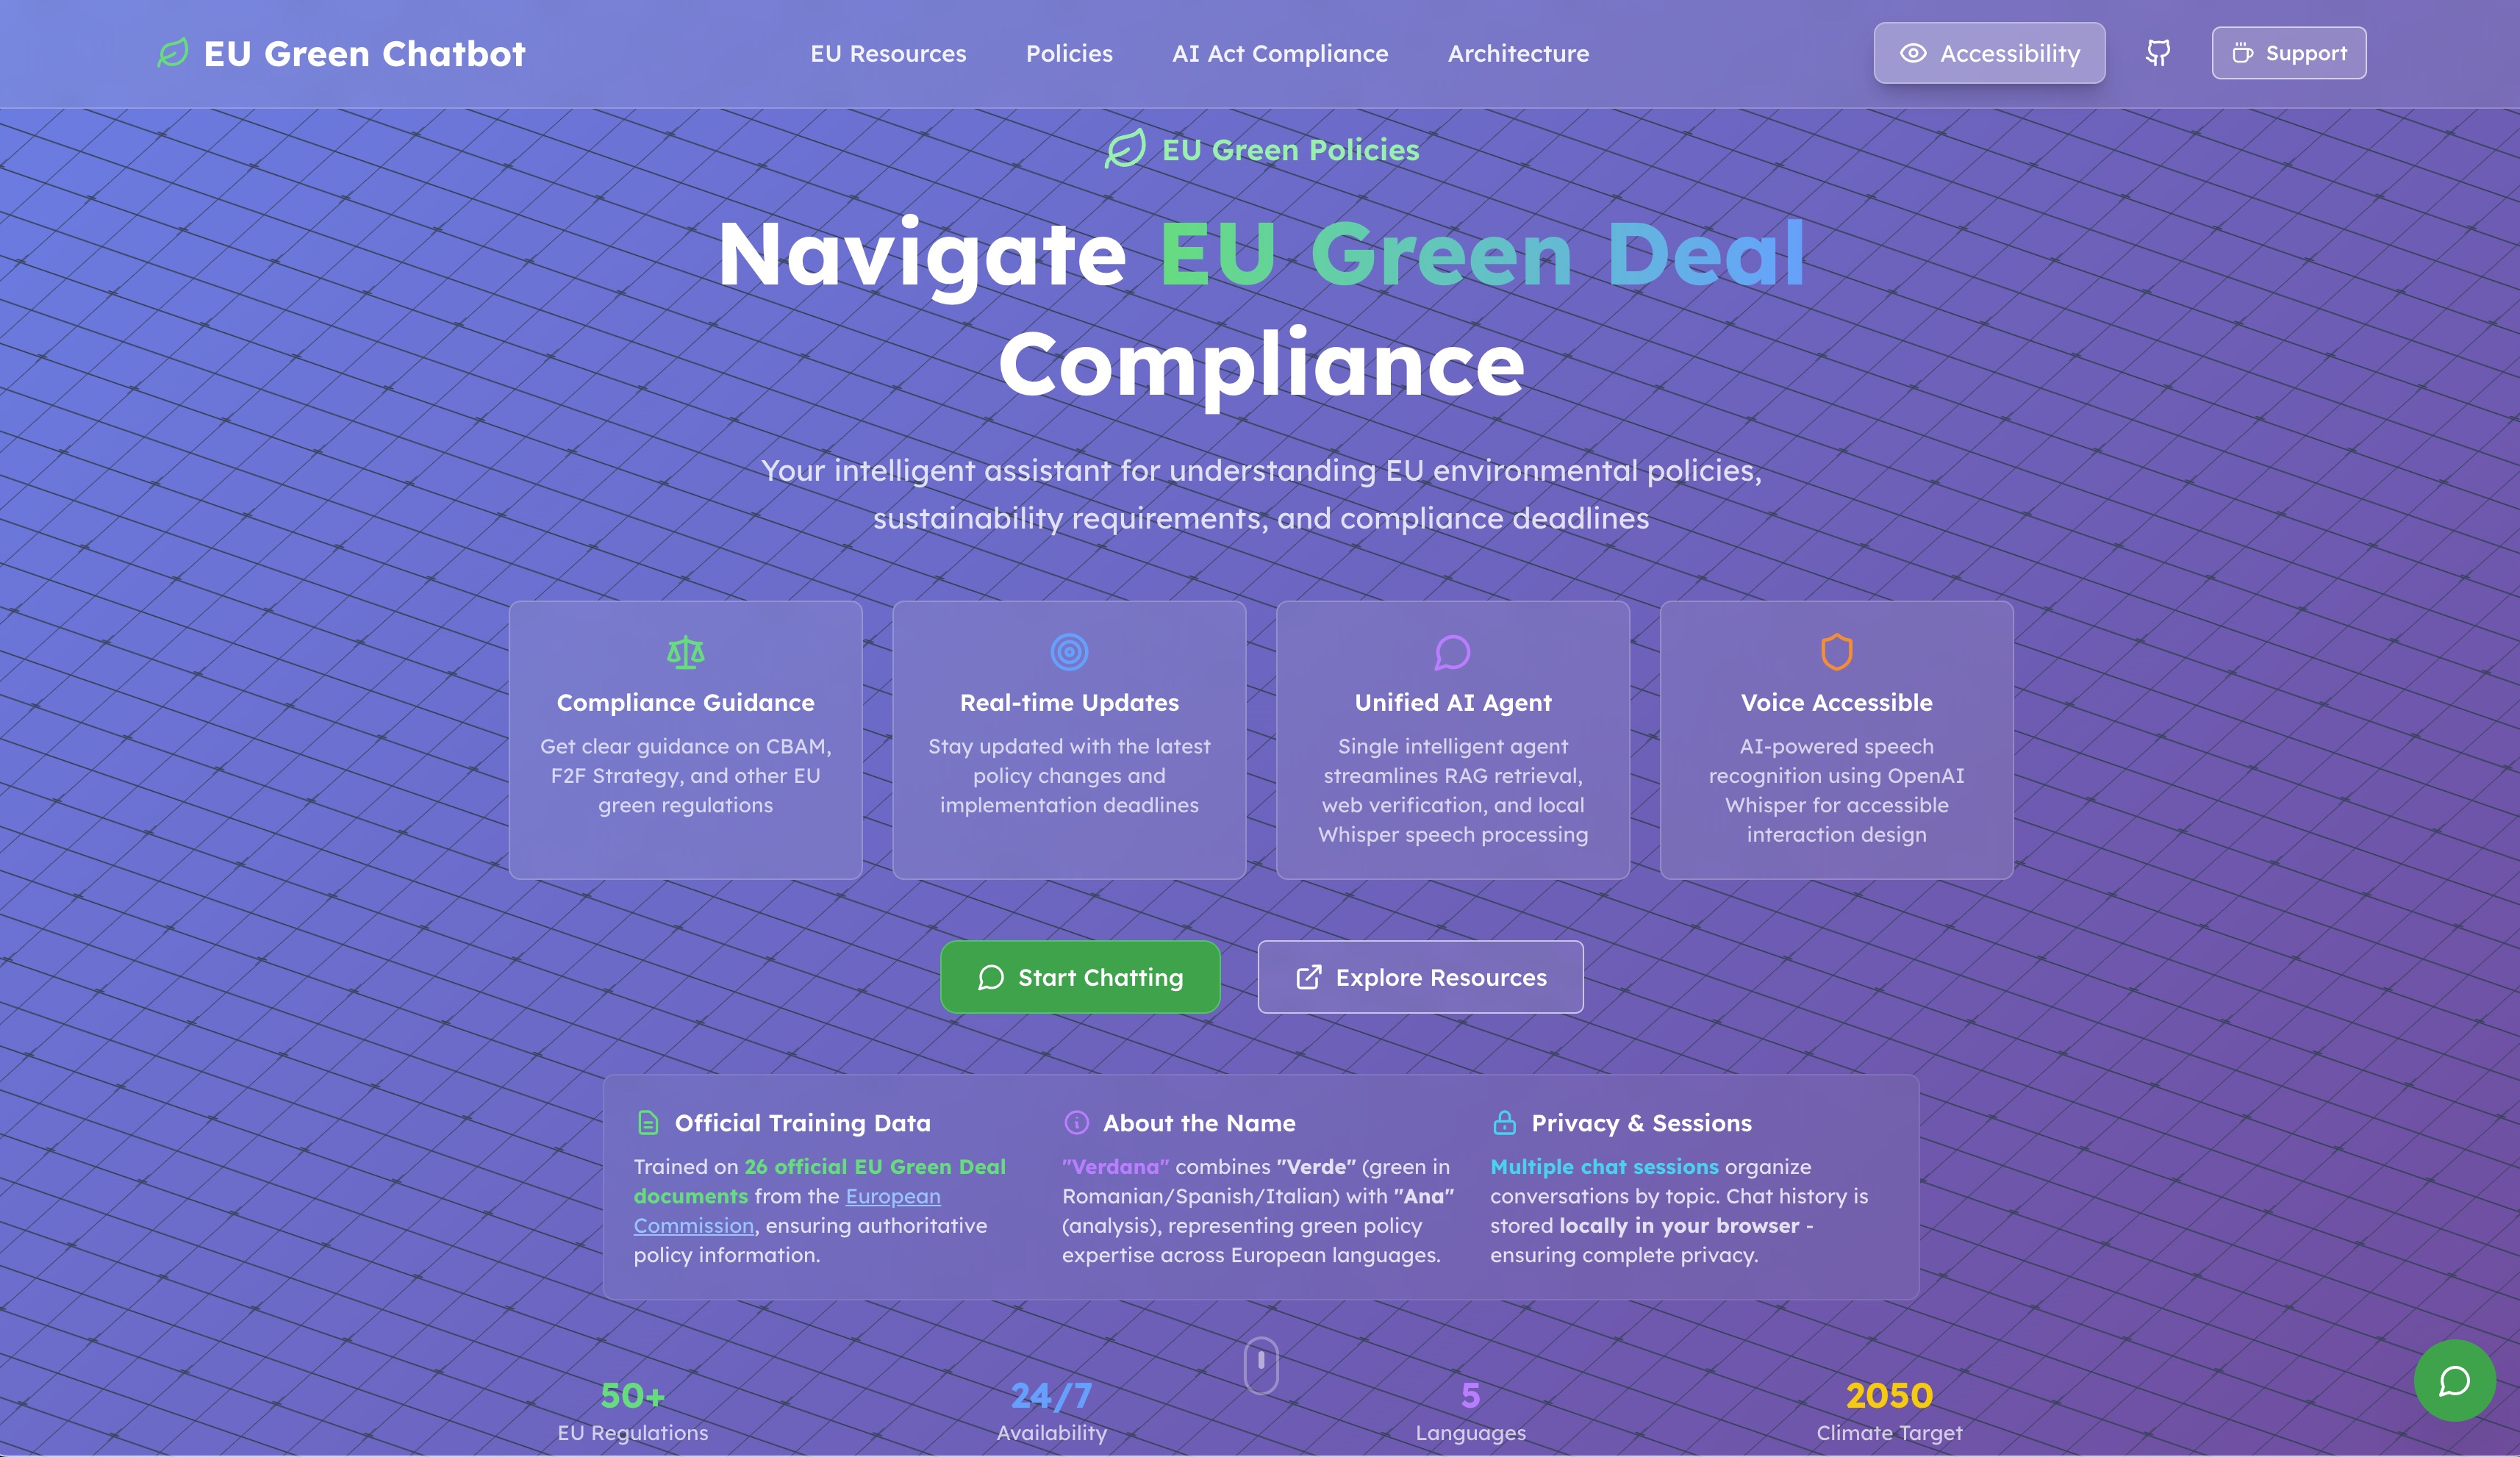 EU Green Chatbot
EU Resources
Policies
AI Act Compliance
Architecture
Accessibility
Support
EU Green Policies
Navigate EU Green Deal
Compliance
Your intelligent assistant for understanding EU environmental policies,
sustainability requirements, and compliance deadlines
Compliance Guidance
Get clear guidance on CBAM,
F2F Strategy, and other EU
green regulations
Real-time Updates
Stay updated with the latest
policy changes and
implementation deadlines
Unified AI Agent
Single intelligent agent
streamlines RAG retrieval,
web verification, and local
Whisper speech processing
Voice Accessible
AI-powered speech
recognition using OpenAI
Whisper for accessible
interaction design
Start Chatting
Explore Resources
Official Training Data
Trained on 26 official EU Green Deal
documents from the European
Commission, ensuring authoritative
policy information.
About the Name
"Verdana" combines "Verde" (green in
Romanian/Spanish/Italian) with "Ana"
(analysis), representing green policy
expertise across European languages.
Privacy & Sessions
Multiple chat sessions organize
conversations by topic. Chat history is
stored locally in your browser -
ensuring complete privacy.
50+
EU Regulations
24/7
Availability
5
Languages
2050
Climate Target